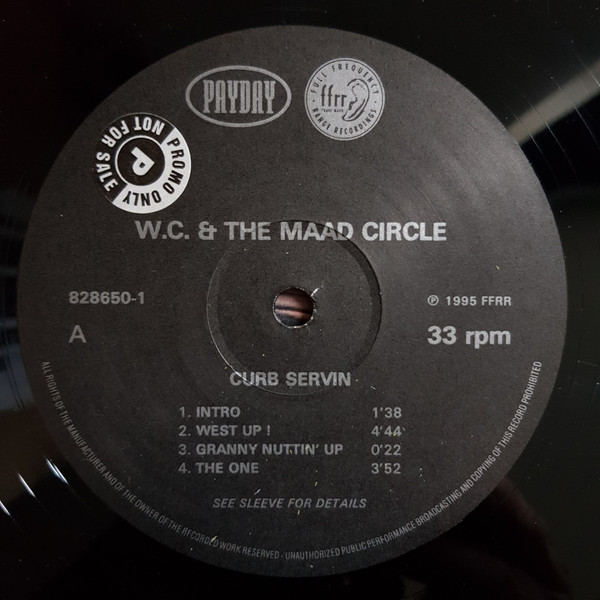 PAYDAY
FULL FREQUENCY
ffrr
RANGE RECORDINGS
PROMO ONLY
NOT FOR SALE
P
W.C. & THE MAAD CIRCLE
828650-1
℗ 1995 FFRR
A
33 rpm
CURB SERVIN
1. INTRO 1'38
2. WEST UP ! 4'44
3. GRANNY NUTTIN' UP 0'22
4. THE ONE 3'52
SEE SLEEVE FOR DETAILS
ALL RIGHTS OF THE MANUFACTURER AND OF THE OWNER OF THE RECORDED WORK RESERVED - UNAUTHORIZED PUBLIC PERFORMANCE BROADCASTING AND COPYING OF THIS RECORD PROHIBITED